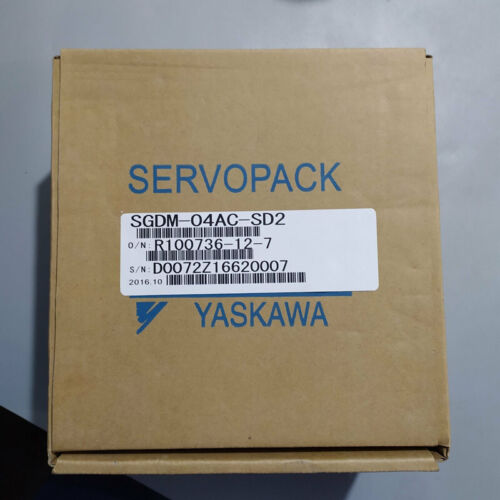 SERVOPACK
SGDM-04AC-SD2
O/N: R100736-12-7
S/N: D0072Z16620007
2016.10
YASKAWA